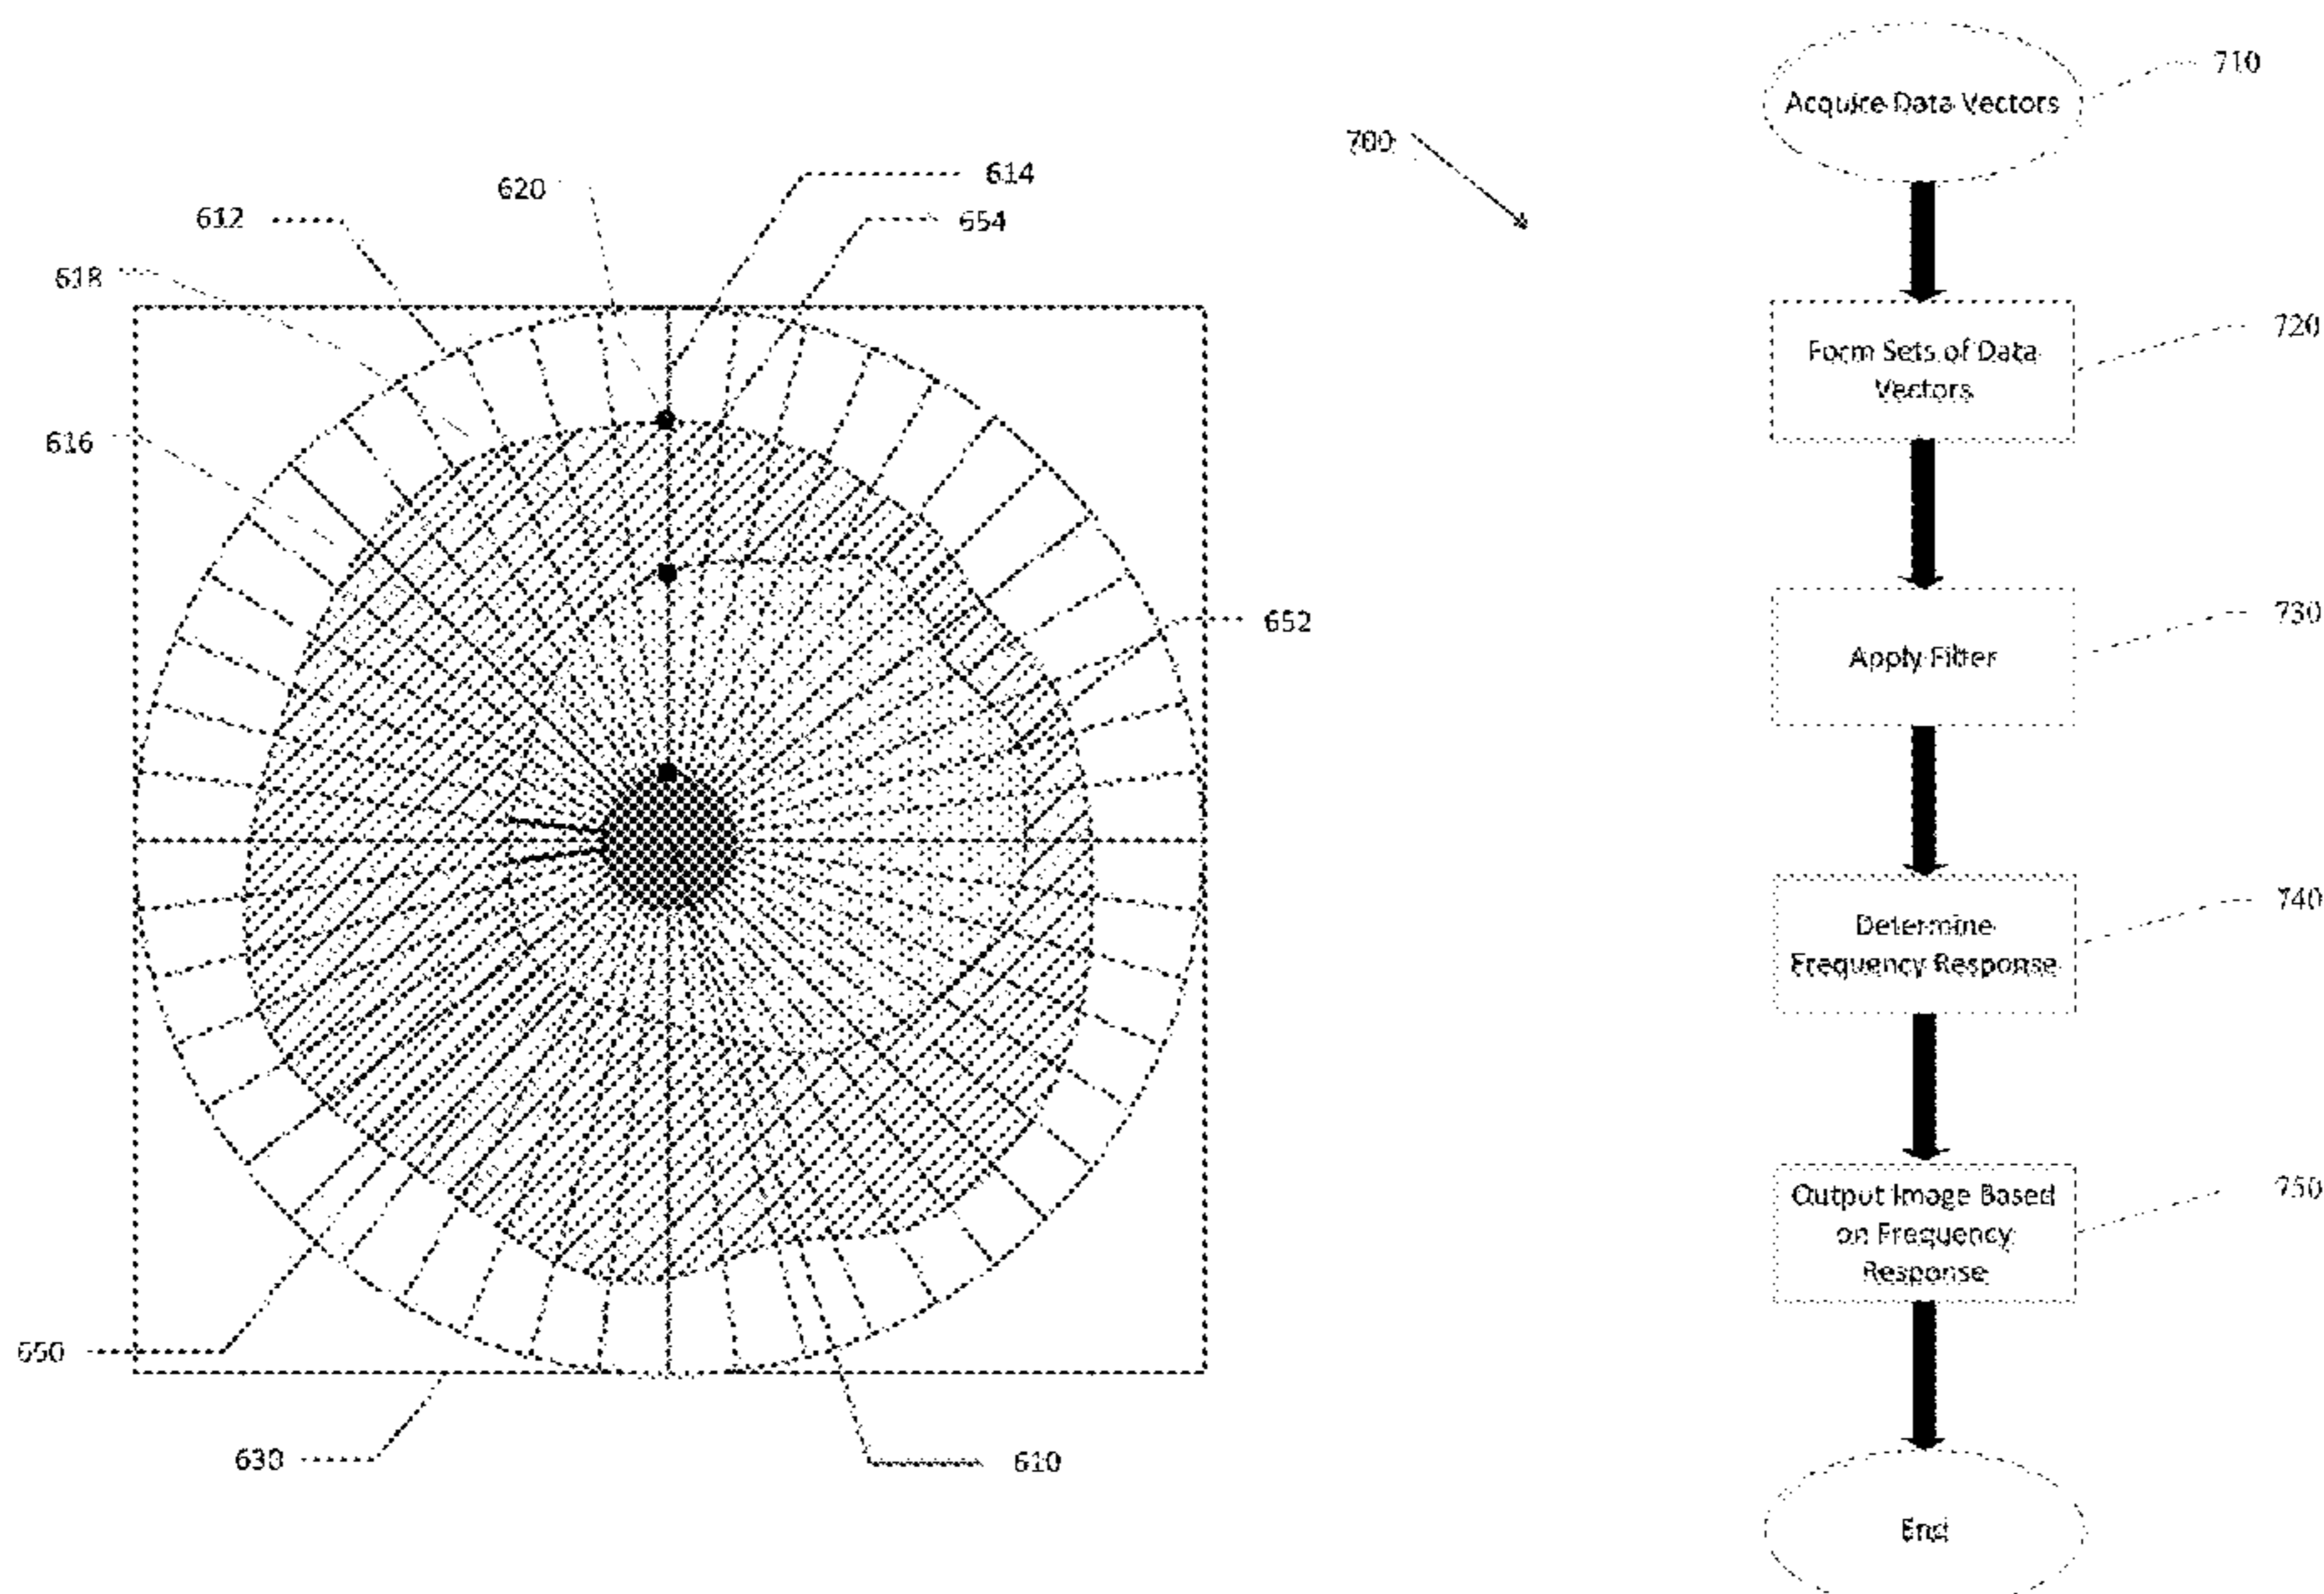 620
614
612
654
618
616
652
650
630
610
700
710
Acquire Data Vectors
720
Form Sets of Data
Vectors
730
Apply Filter
740
Determine
Frequency Response
750
Output Image Based
on Frequency
Response
End